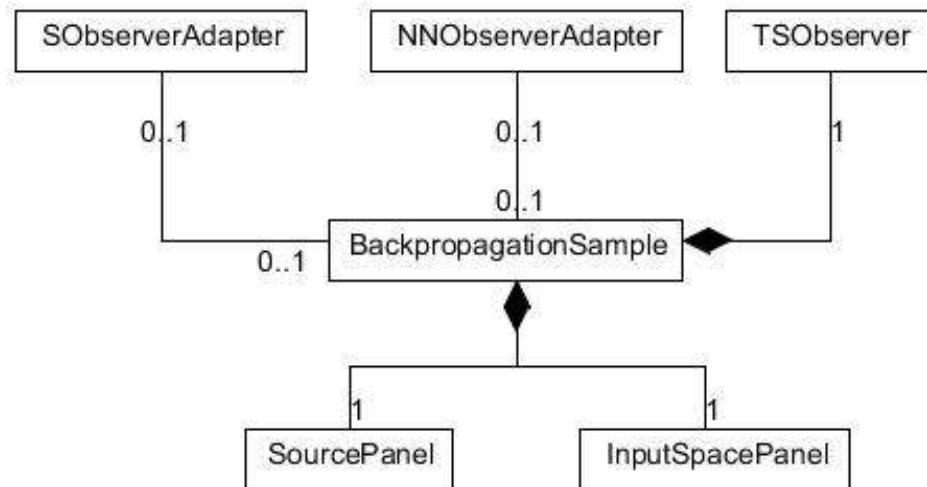 SObserverAdapter
NNObserverAdapter
TSObserver
0..1
0..1
1
0..1
BackpropagationSample
0..1
1
1
SourcePanel
InputSpacePanel